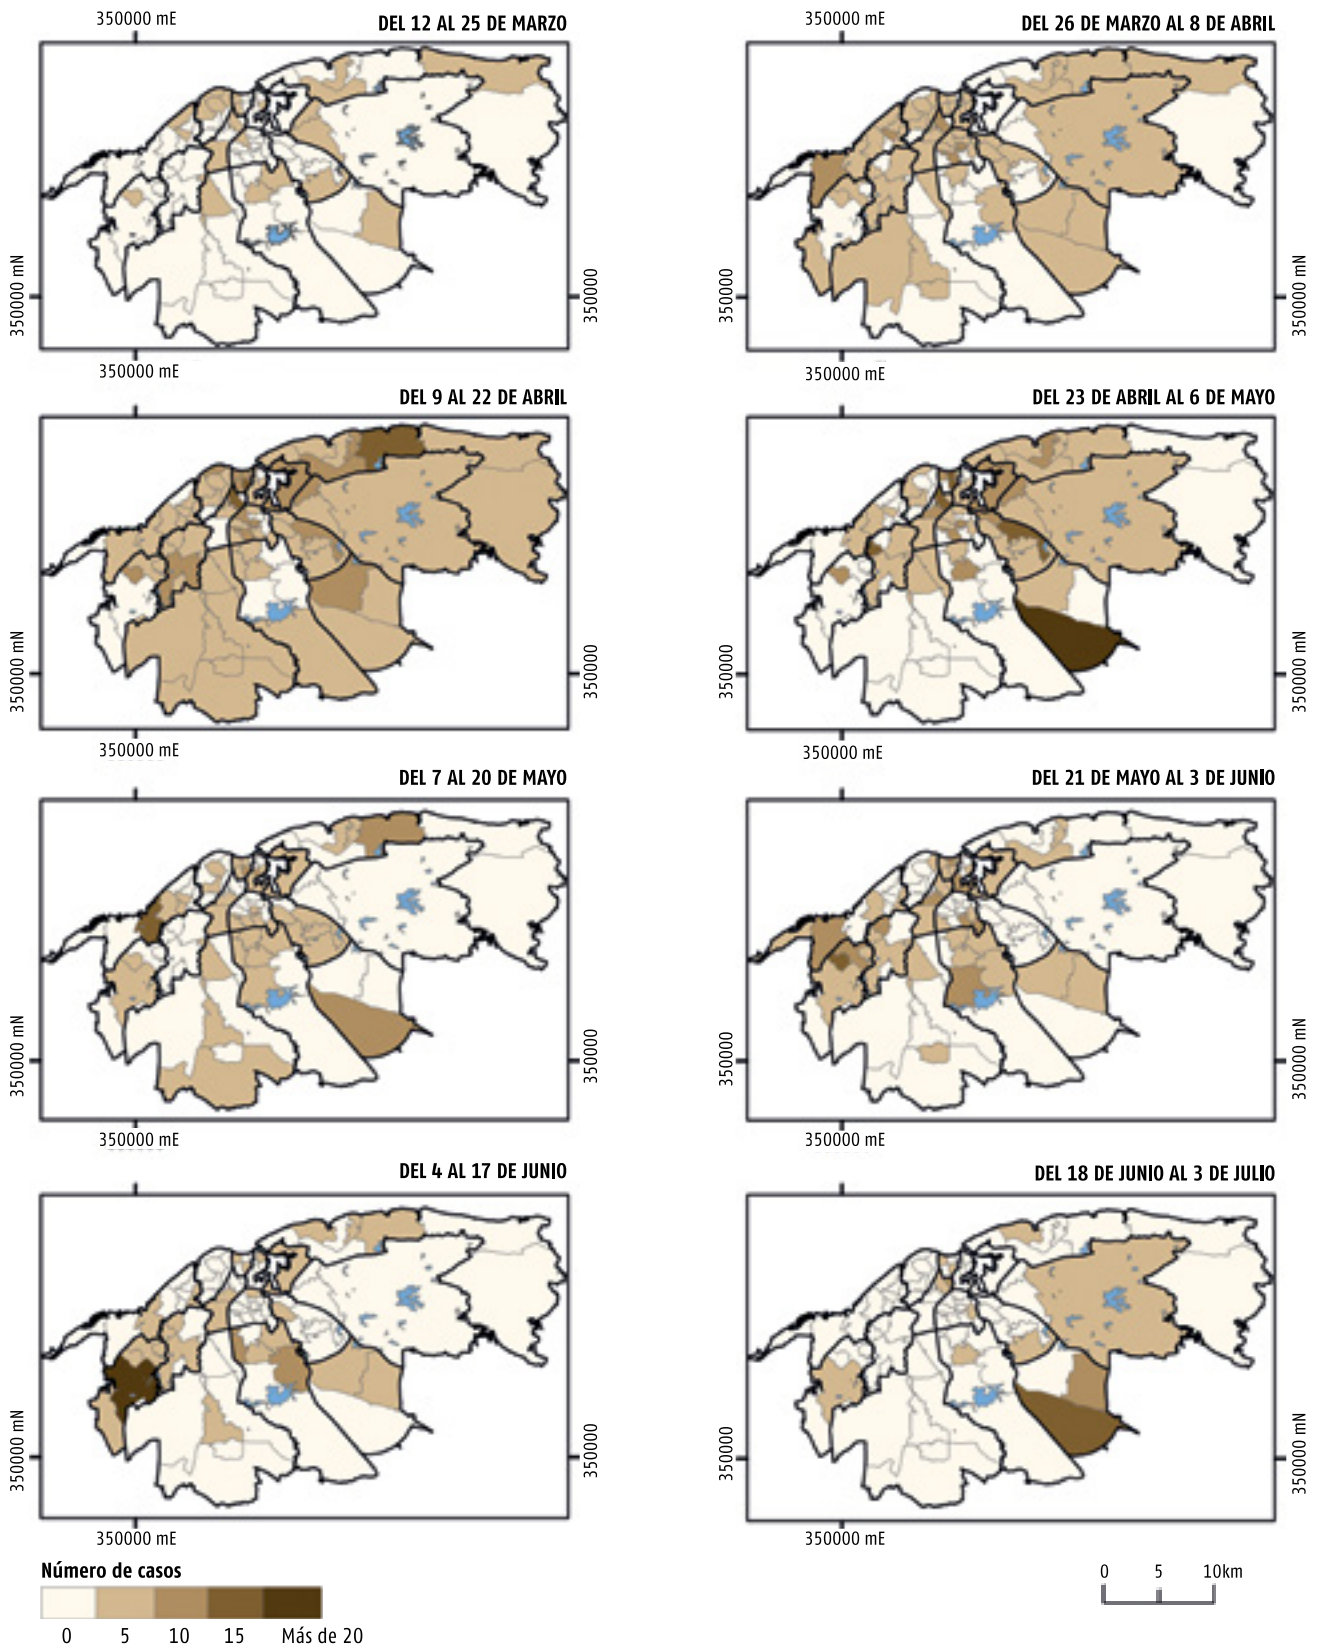 350000 mE
DEL 12 AL 25 DE MARZO
350000 mN
350000
350000 mE
350000 mE
DEL 26 DE MARZO AL 8 DE ABRIL
350000
350000 mN
350000 mE
DEL 9 AL 22 DE ABRIL
350000 mN
350000
350000 mE
DEL 23 DE ABRIL AL 6 DE MAYO
350000
350000 mN
350000 mE
DEL 7 AL 20 DE MAYO
350000 mN
350000
350000 mE
DEL 21 DE MAYO AL 3 DE JUNIO
350000
350000 mN
350000 mE
DEL 4 AL 17 DE JUNIO
350000 mN
350000
350000 mE
DEL 18 DE JUNIO AL 3 DE JULIO
350000
350000 mN
350000 mE
Número de casos
0 5 10 15 Más de 20
0 5 10km